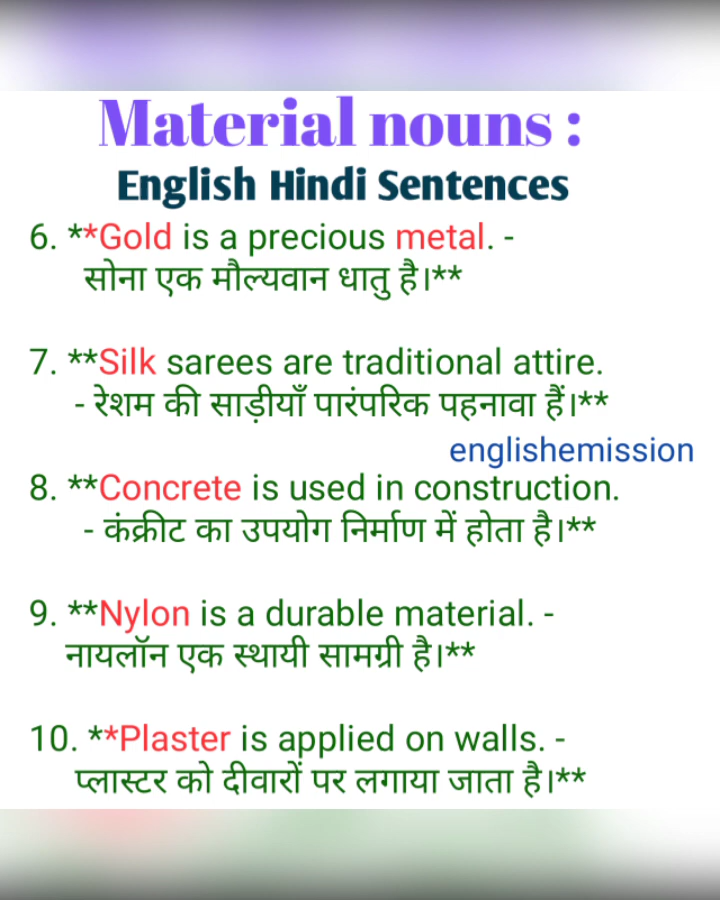 Material nouns :
English Hindi Sentences
6. **Gold is a precious metal. -
सोना एक मौल्यवान धातु है।**
7. **Silk sarees are traditional attire.
- रेशम की साड़ीयाँ पारंपरिक पहनावा हैं।**
englishemission
8. **Concrete is used in construction.
- कंक्रीट का उपयोग निर्माण में होता है।**
9. **Nylon is a durable material. -
नायलॉन एक स्थायी सामग्री है।**
10. **Plaster is applied on walls. -
प्लास्टर को दीवारों पर लगाया जाता है।**